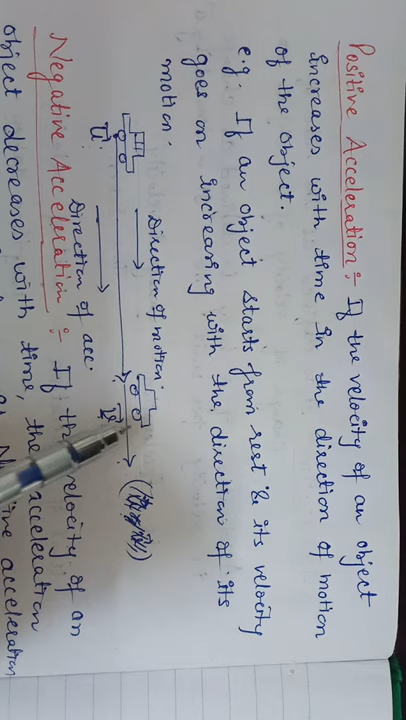 Positive Acceleration :- If the velocity of an object
increases with time in the direction of motion
of the object.
e.g. If an object starts from rest & its velocity
goes on increasing with the direction of its
motion.
Direction of motion.
u
Direction of acc.
Negative Acceleration :- If the velocity of an
object decreases with time, the acceleration
acceleration